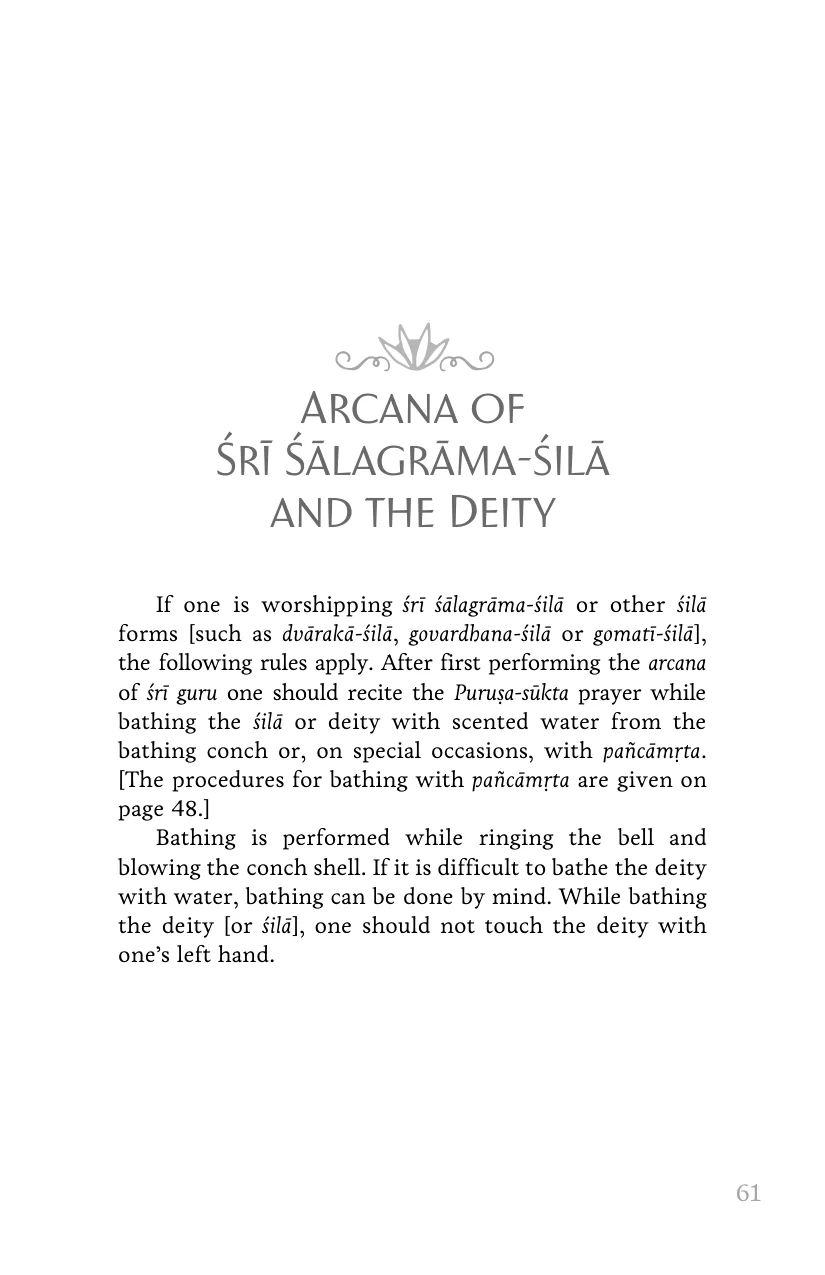 Arcana of
Śrī Śālagrāma-śilā
and the Deity
If one is worshipping śrī śālagrāma-śilā or other śilā
forms [such as dvārakā-śilā, govardhana-śilā or gomatī-śilā],
the following rules apply. After first performing the arcana
of śrī guru one should recite the Puruṣa-sūkta prayer while
bathing the śilā or deity with scented water from the
bathing conch or, on special occasions, with pañcāmṛta.
[The procedures for bathing with pañcāmṛta are given on
page 48.]
Bathing is performed while ringing the bell and
blowing the conch shell. If it is difficult to bathe the deity
with water, bathing can be done by mind. While bathing
the deity [or śilā], one should not touch the deity with
one’s left hand.
61